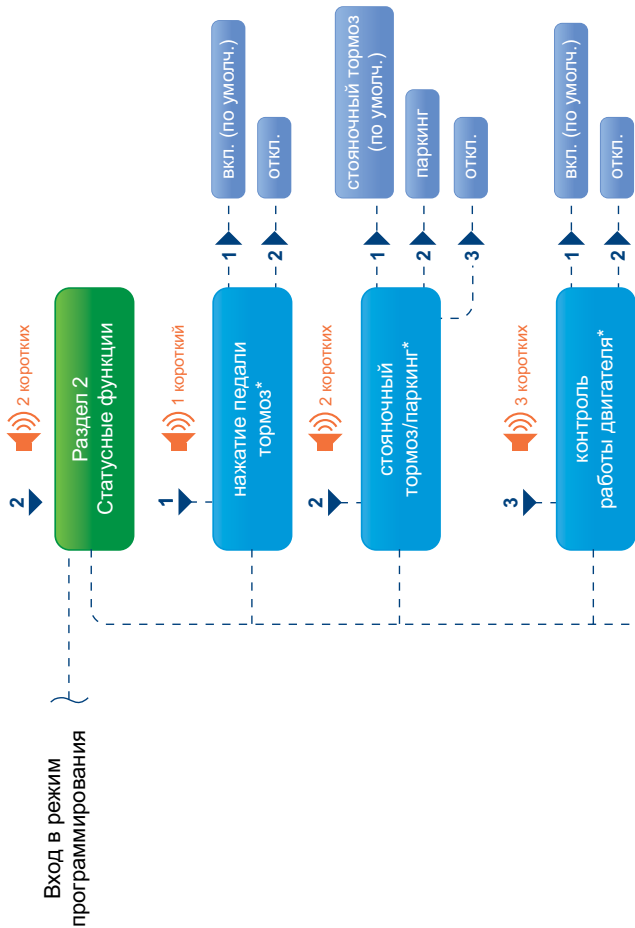 Вход в режим
программирования
2
2 коротких
Раздел 2
Статусные функции
1
1 короткий
нажатие педали
тормоз*
1
вкл. (по умолч.)
2
откл.
2
2 коротких
стояночный
тормоз/паркинг*
1
стояночный тормоз
(по умолч.)
2
паркинг
3
откл.
3
3 коротких
контроль
работы двигателя*
1
вкл. (по умолч.)
2
откл.